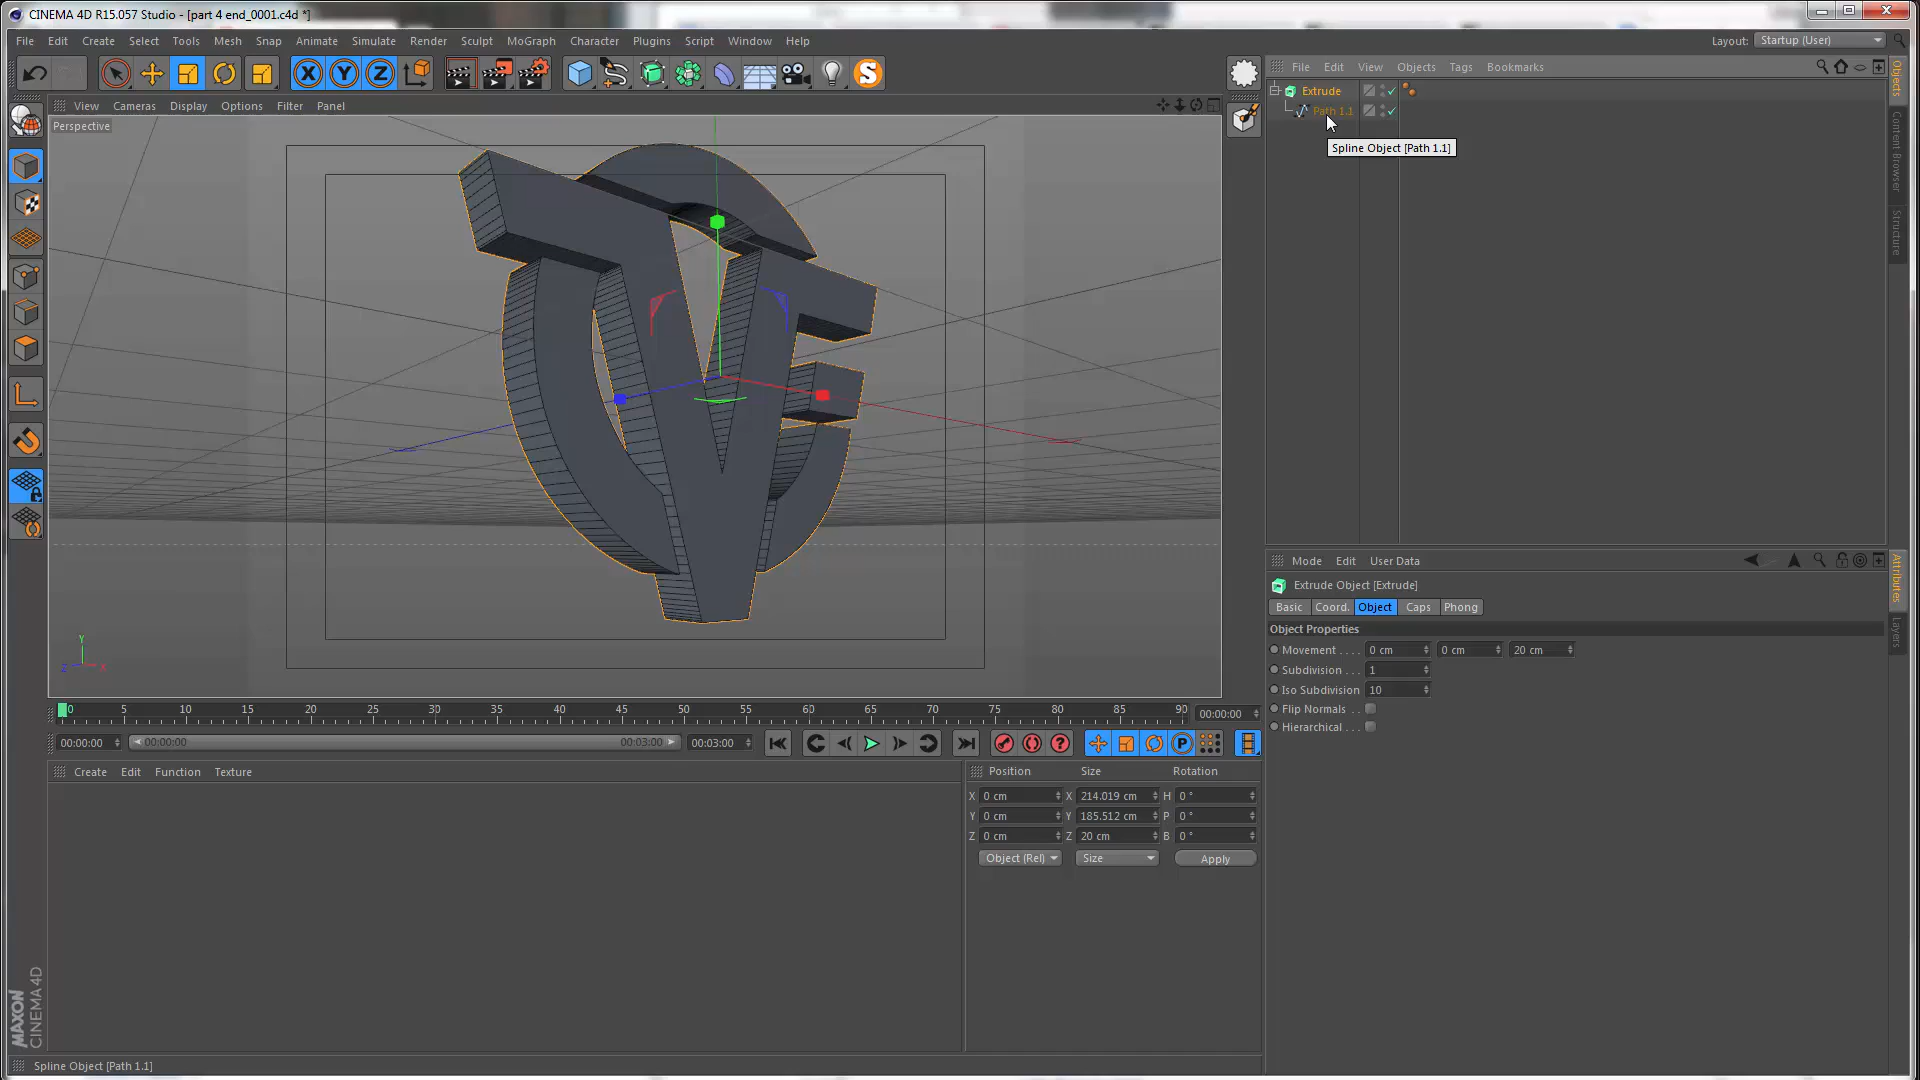 CINEMA 4D R15.057 Studio - [part 4 end_0001.c4d *]
File Edit Create Select Tools Mesh Snap Animate Simulate Render Sculpt MoGraph Character Plugins Script Window Help
Layout: Startup (User)
X Y Z
File Edit View Objects Tags Bookmarks
Extrude
Path 1.1
Spline Object [Path 1.1]
Objects
Content Browser
Structure
View Cameras Display Options Filter Panel
Perspective
Y
Z X
0 5 10 15 20 25 30 35 40 45 50 55 60 65 70 75 80 85 90
00:00:00
00:00:00 00:00:00 00:03:00 00:03:00
P
Create Edit Function Texture
Position Size Rotation
X 0 cm X 214.019 cm H 0 °
Y 0 cm Y 185.512 cm P 0 °
Z 0 cm Z 20 cm B 0 °
Object (Rel) Size Apply
Mode Edit User Data
Extrude Object [Extrude]
Basic Coord. Object Caps Phong
Object Properties
Movement . . . . 0 cm 0 cm 20 cm
Subdivision . . . 1
Iso Subdivision 10
Flip Normals . .
Hierarchical . . .
Attributes
Layers
MAXON
CINEMA 4D
Spline Object [Path 1.1]